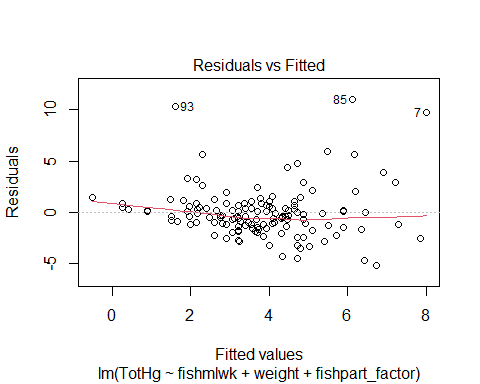 Residuals vs Fitted
Residuals
10
5
0
-5
93
85
7
0 2 4 6 8
Fitted values
lm(TotHg ~ fishmlwk + weight + fishpart_factor)